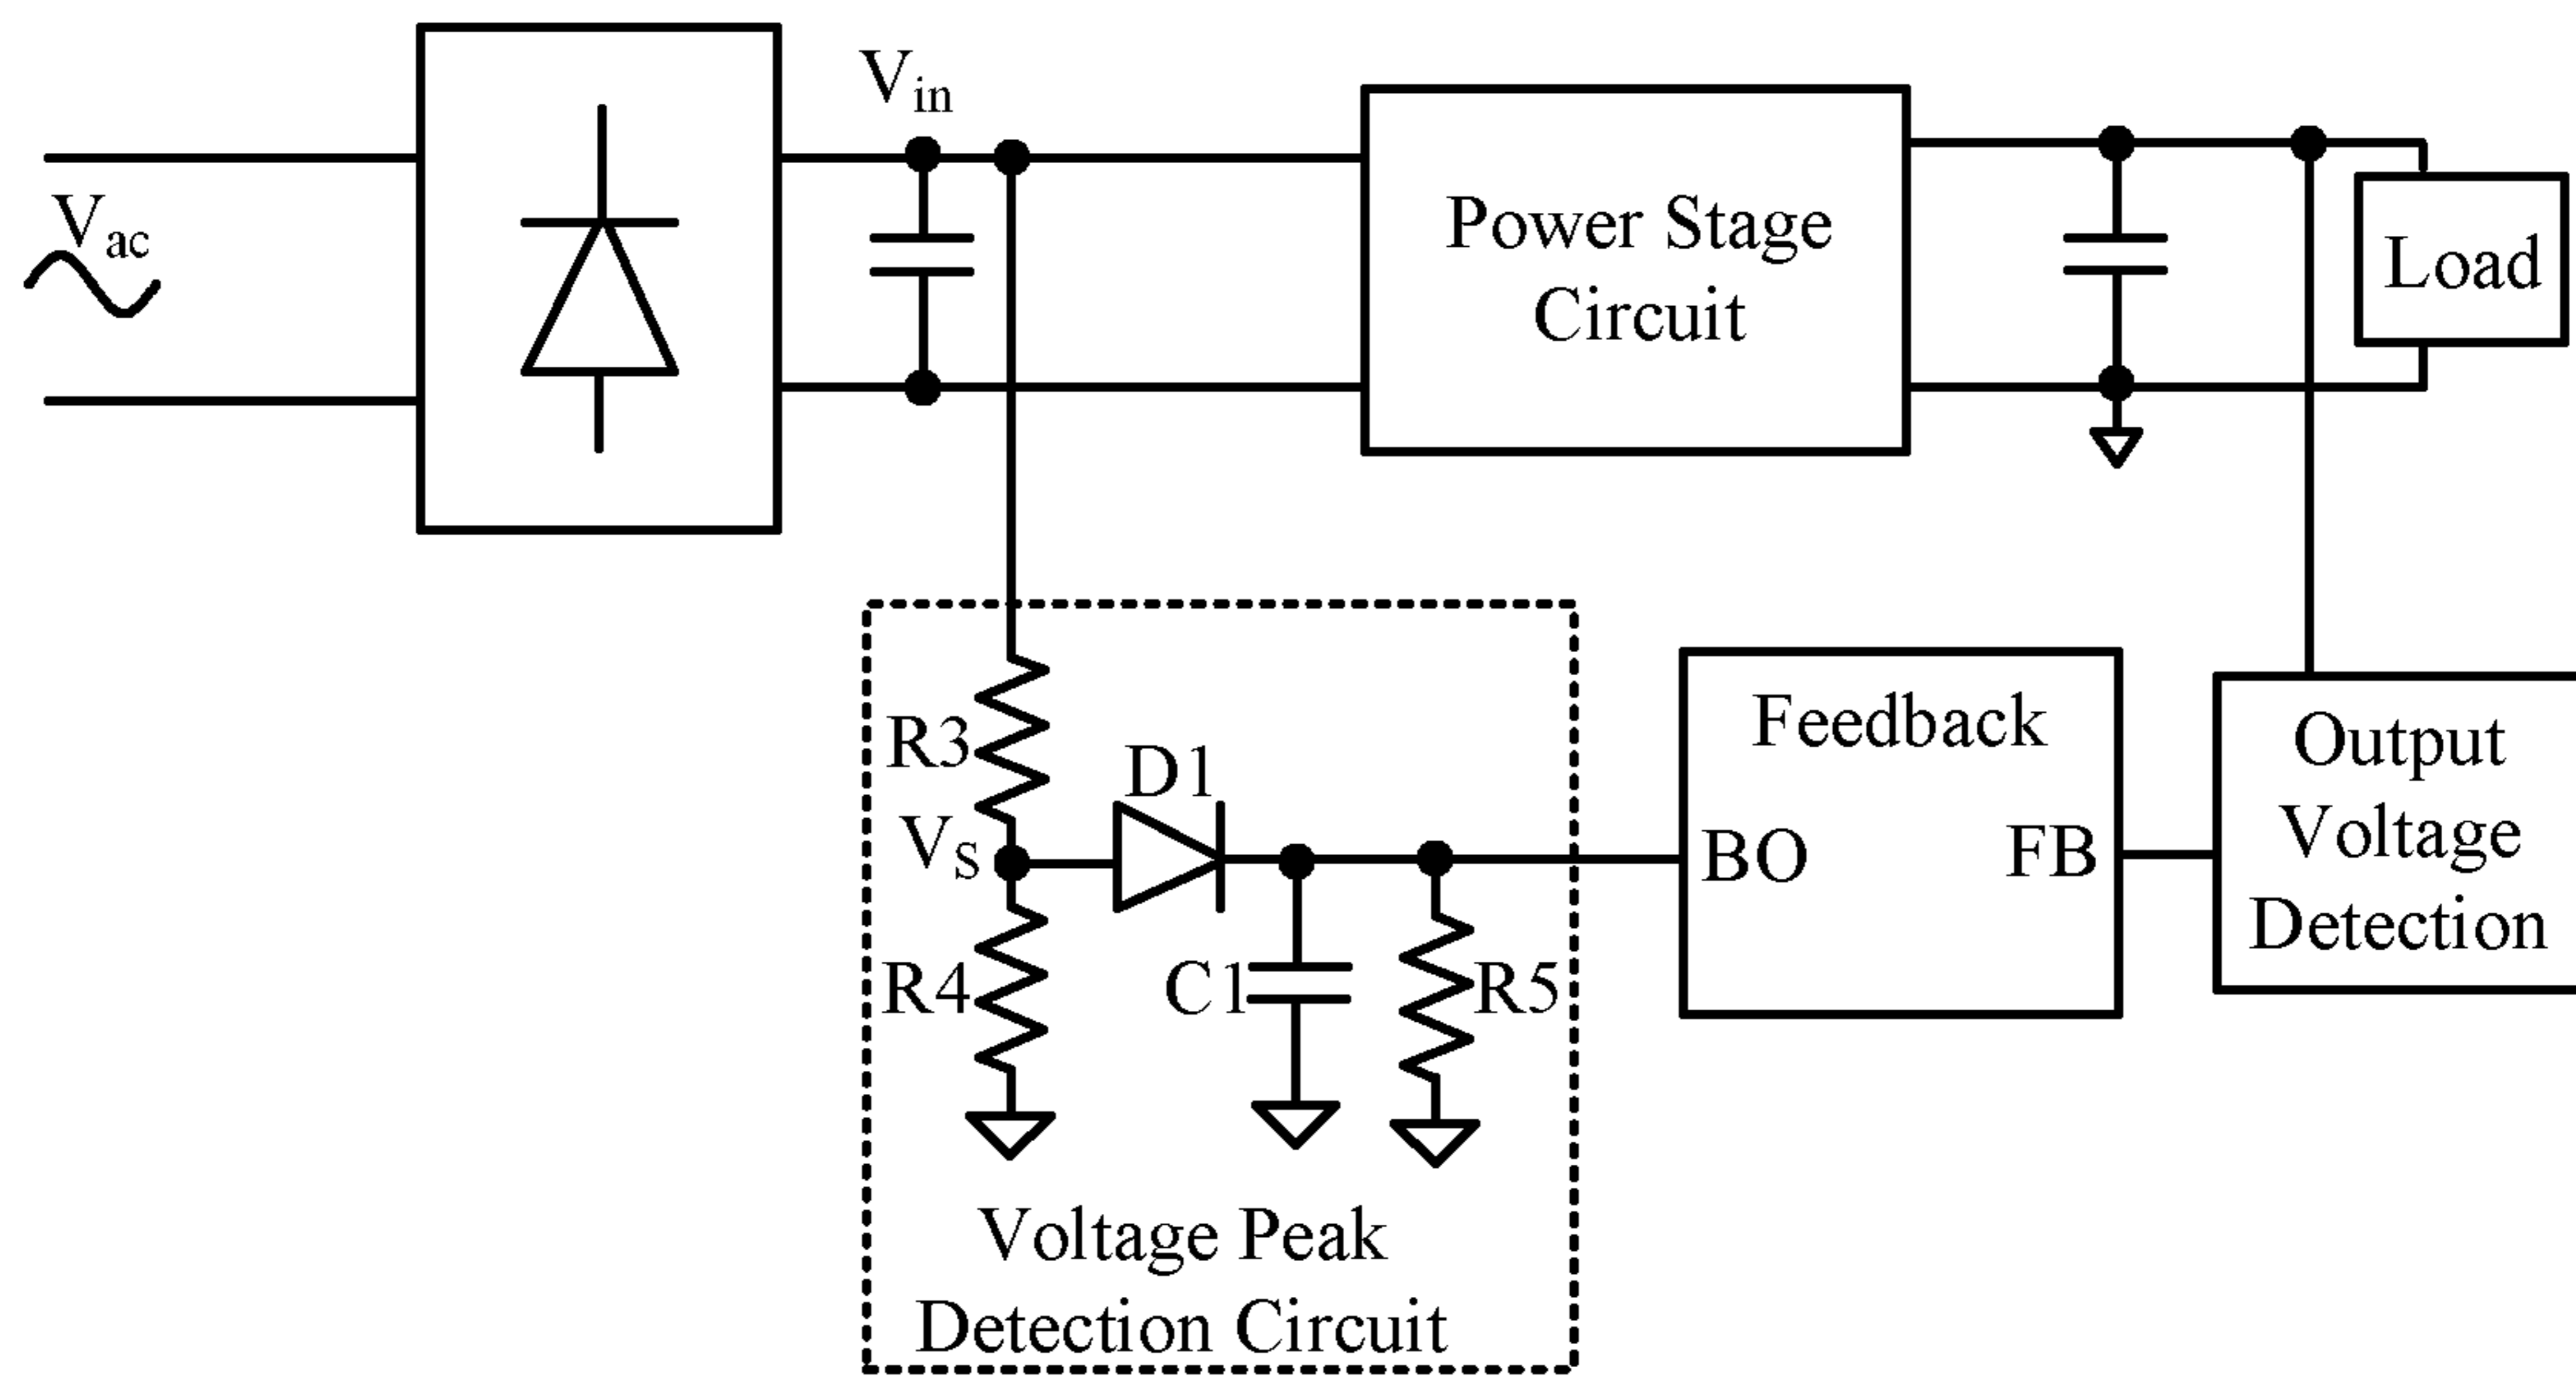 Vin
Vac
Power Stage
Circuit
Load
R3
D1
VS
R4
C1
R5
Feedback
BO
FB
Output
Voltage
Detection
Voltage Peak
Detection Circuit